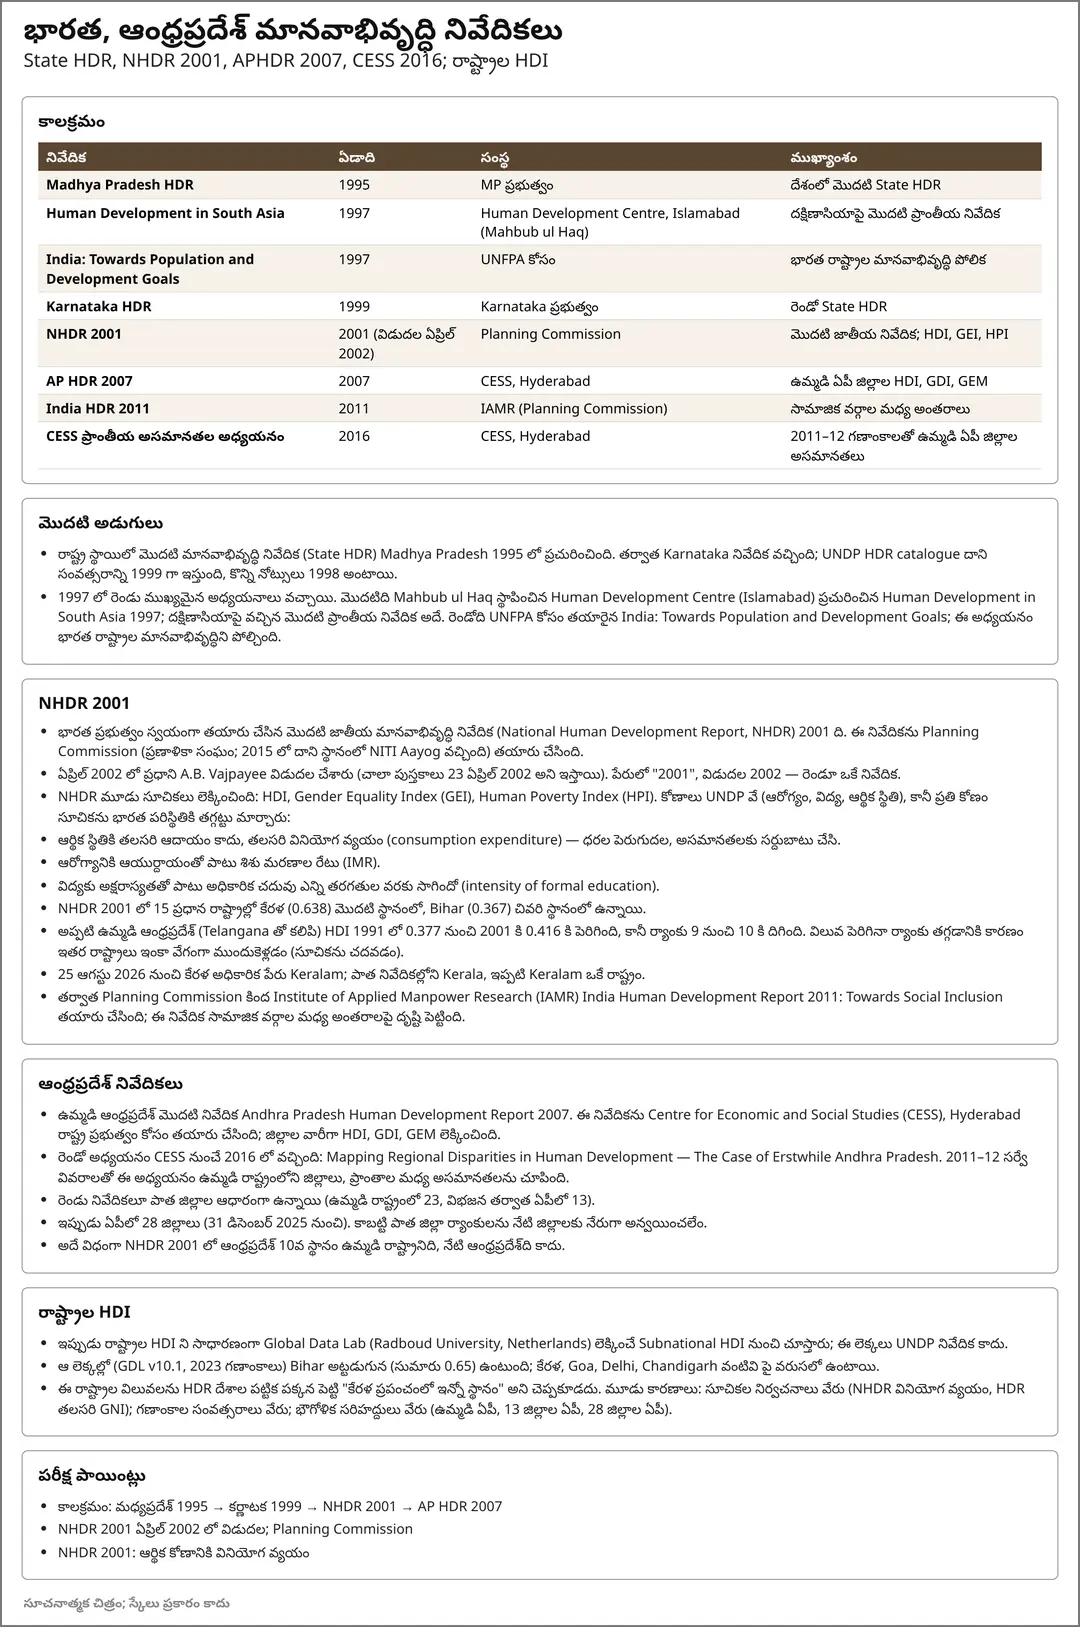 భారత, ఆంధ్రప్రదేశ్ మానవాభివృద్ధి నివేదికలు
State HDR, NHDR 2001, APHDR 2007, CESS 2016; రాష్ట్రాల HDI
కాలక్రమం
నివేదిక ఏడాది సంస్థ ముఖ్యాంశం
Madhya Pradesh HDR 1995 MP ప్రభుత్వం దేశంలో మొదటి State HDR
Human Development in South Asia 1997 Human Development Centre, Islamabad దక్షిణాసియాపై మొదటి ప్రాంతీయ నివేదిక
(Mahbub ul Haq)
India: Towards Population and 1997 UNFPA కోసం భారత రాష్ట్రాల మానవాభివృద్ధి పోలిక
Development Goals
Karnataka HDR 1999 Karnataka ప్రభుత్వం రెండో State HDR
NHDR 2001 2001 (విడుదల ఏప్రిల్ Planning Commission మొదటి జాతీయ నివేదిక; HDI, GEI, HPI
2002)
AP HDR 2007 2007 CESS, Hyderabad ఉమ్మడి ఏపీ జిల్లాల HDI, GDI, GEM
India HDR 2011 2011 IAMR (Planning Commission) సామాజిక వర్గాల మధ్య అంతరాలు
CESS ప్రాంతీయ అసమానతల అధ్యయనం 2016 CESS, Hyderabad 2011–12 గణాంకాలతో ఉమ్మడి ఏపీ జిల్లాల
అసమానతలు
మొదటి అడుగులు
• రాష్ట్ర స్థాయిలో మొదటి మానవాభివృద్ధి నివేదిక (State HDR) Madhya Pradesh 1995 లో ప్రచురించింది. తర్వాత Karnataka నివేదిక వచ్చింది; UNDP HDR catalogue దాని
సంవత్సరాన్ని 1999 గా ఇస్తుంది, కొన్ని నోట్సులు 1998 అంటాయి.
• 1997 లో రెండు ముఖ్యమైన అధ్యయనాలు వచ్చాయి. మొదటిది Mahbub ul Haq స్థాపించిన Human Development Centre (Islamabad) ప్రచురించిన Human Development in
South Asia 1997; దక్షిణాసియాపై వచ్చిన మొదటి ప్రాంతీయ నివేదిక అదే. రెండోది UNFPA కోసం తయారైన India: Towards Population and Development Goals; ఈ అధ్యయనం
భారత రాష్ట్రాల మానవాభివృద్ధిని పోల్చింది.
NHDR 2001
• భారత ప్రభుత్వం స్వయంగా తయారు చేసిన మొదటి జాతీయ మానవాభివృద్ధి నివేదిక (National Human Development Report, NHDR) 2001 ది. ఈ నివేదికను Planning
Commission (ప్రణాళికా సంఘం; 2015 లో దాని స్థానంలో NITI Aayog వచ్చింది) తయారు చేసింది.
• ఏప్రిల్ 2002 లో ప్రధాని A.B. Vajpayee విడుదల చేశారు (చాలా పుస్తకాలు 23 ఏప్రిల్ 2002 అని ఇస్తాయి). పేరులో "2001", విడుదల 2002 — రెండూ ఒకే నివేదిక.
• NHDR మూడు సూచికలు లెక్కించింది: HDI, Gender Equality Index (GEI), Human Poverty Index (HPI). కోణాలు UNDP వే (ఆరోగ్యం, విద్య, ఆర్థిక స్థితి), కానీ ప్రతి కోణం
సూచికను భారత పరిస్థితికి తగ్గట్టు మార్చారు:
• ఆర్థిక స్థితికి తలసరి ఆదాయం కాదు, తలసరి వినియోగ వ్యయం (consumption expenditure) — ధరల పెరుగుదల, అసమానతలకు సర్దుబాటు చేసి.
• ఆరోగ్యానికి ఆయుర్దాయంతో పాటు శిశు మరణాల రేటు (IMR).
• విద్యకు అక్షరాస్యతతో పాటు అధికారిక చదువు ఎన్ని తరగతుల వరకు సాగిందో (intensity of formal education).
• NHDR 2001 లో 15 ప్రధాన రాష్ట్రాల్లో కేరళ (0.638) మొదటి స్థానంలో, Bihar (0.367) చివరి స్థానంలో ఉన్నాయి.
• అప్పటి ఉమ్మడి ఆంధ్రప్రదేశ్ (Telangana తో కలిపి) HDI 1991 లో 0.377 నుంచి 2001 కి 0.416 కి పెరిగింది, కానీ ర్యాంకు 9 నుంచి 10 కి దిగింది. విలువ పెరిగినా ర్యాంకు తగ్గడానికి కారణం
ఇతర రాష్ట్రాలు ఇంకా వేగంగా ముందుకెళ్లడం (సూచికను చదవడం).
• 25 ఆగస్టు 2026 నుంచి కేరళ అధికారిక పేరు Keralam; పాత నివేదికల్లోని Kerala, ఇప్పటి Keralam ఒకే రాష్ట్రం.
• తర్వాత Planning Commission కింద Institute of Applied Manpower Research (IAMR) India Human Development Report 2011: Towards Social Inclusion
తయారు చేసింది; ఈ నివేదిక సామాజిక వర్గాల మధ్య అంతరాలపై దృష్టి పెట్టింది.
ఆంధ్రప్రదేశ్ నివేదికలు
• ఉమ్మడి ఆంధ్రప్రదేశ్ మొదటి నివేదిక Andhra Pradesh Human Development Report 2007. ఈ నివేదికను Centre for Economic and Social Studies (CESS), Hyderabad
రాష్ట్ర ప్రభుత్వం కోసం తయారు చేసింది; జిల్లాల వారీగా HDI, GDI, GEM లెక్కించింది.
• రెండో అధ్యయనం CESS నుంచే 2016 లో వచ్చింది: Mapping Regional Disparities in Human Development — The Case of Erstwhile Andhra Pradesh. 2011–12 సర్వే
వివరాలతో ఈ అధ్యయనం ఉమ్మడి రాష్ట్రంలోని జిల్లాలు, ప్రాంతాల మధ్య అసమానతలను చూపింది.
• రెండు నివేదికలూ పాత జిల్లాల ఆధారంగా ఉన్నాయి (ఉమ్మడి రాష్ట్రంలో 23, విభజన తర్వాత ఏపీలో 13).
• ఇప్పుడు ఏపీలో 28 జిల్లాలు (31 డిసెంబర్ 2025 నుంచి). కాబట్టి పాత జిల్లా ర్యాంకులను నేటి జిల్లాలకు నేరుగా అన్వయించలేం.
• అదే విధంగా NHDR 2001 లో ఆంధ్రప్రదేశ్ 10వ స్థానం ఉమ్మడి రాష్ట్రానిది, నేటి ఆంధ్రప్రదేశ్‌ది కాదు.
రాష్ట్రాల HDI
• ఇప్పుడు రాష్ట్రాల HDI ని సాధారణంగా Global Data Lab (Radboud University, Netherlands) లెక్కించే Subnational HDI నుంచి చూస్తారు; ఈ లెక్కలు UNDP నివేదిక కాదు.
• ఆ లెక్కల్లో (GDL v10.1, 2023 గణాంకాలు) Bihar అట్టడుగున (సుమారు 0.65) ఉంటుంది; కేరళ, Goa, Delhi, Chandigarh వంటివి పై వరుసలో ఉంటాయి.
• ఈ రాష్ట్రాల విలువలను HDR దేశాల పట్టిక పక్కన పెట్టి "కేరళ ప్రపంచంలో ఇన్నో స్థానం" అని చెప్పకూడదు. మూడు కారణాలు: సూచికల నిర్వచనాలు వేరు (NHDR వినియోగ వ్యయం, HDR
తలసరి GNI); గణాంకాల సంవత్సరాలు వేరు; భౌగోళిక సరిహద్దులు వేరు (ఉమ్మడి ఏపీ, 13 జిల్లాల ఏపీ, 28 జిల్లాల ఏపీ).
పరీక్ష పాయింట్లు
• కాలక్రమం: మధ్యప్రదేశ్ 1995 → కర్ణాటక 1999 → NHDR 2001 → AP HDR 2007
• NHDR 2001 ఏప్రిల్ 2002 లో విడుదల; Planning Commission
• NHDR 2001: ఆర్థిక కోణానికి వినియోగ వ్యయం
సూచనాత్మక చిత్రం; స్కేలు ప్రకారం కాదు